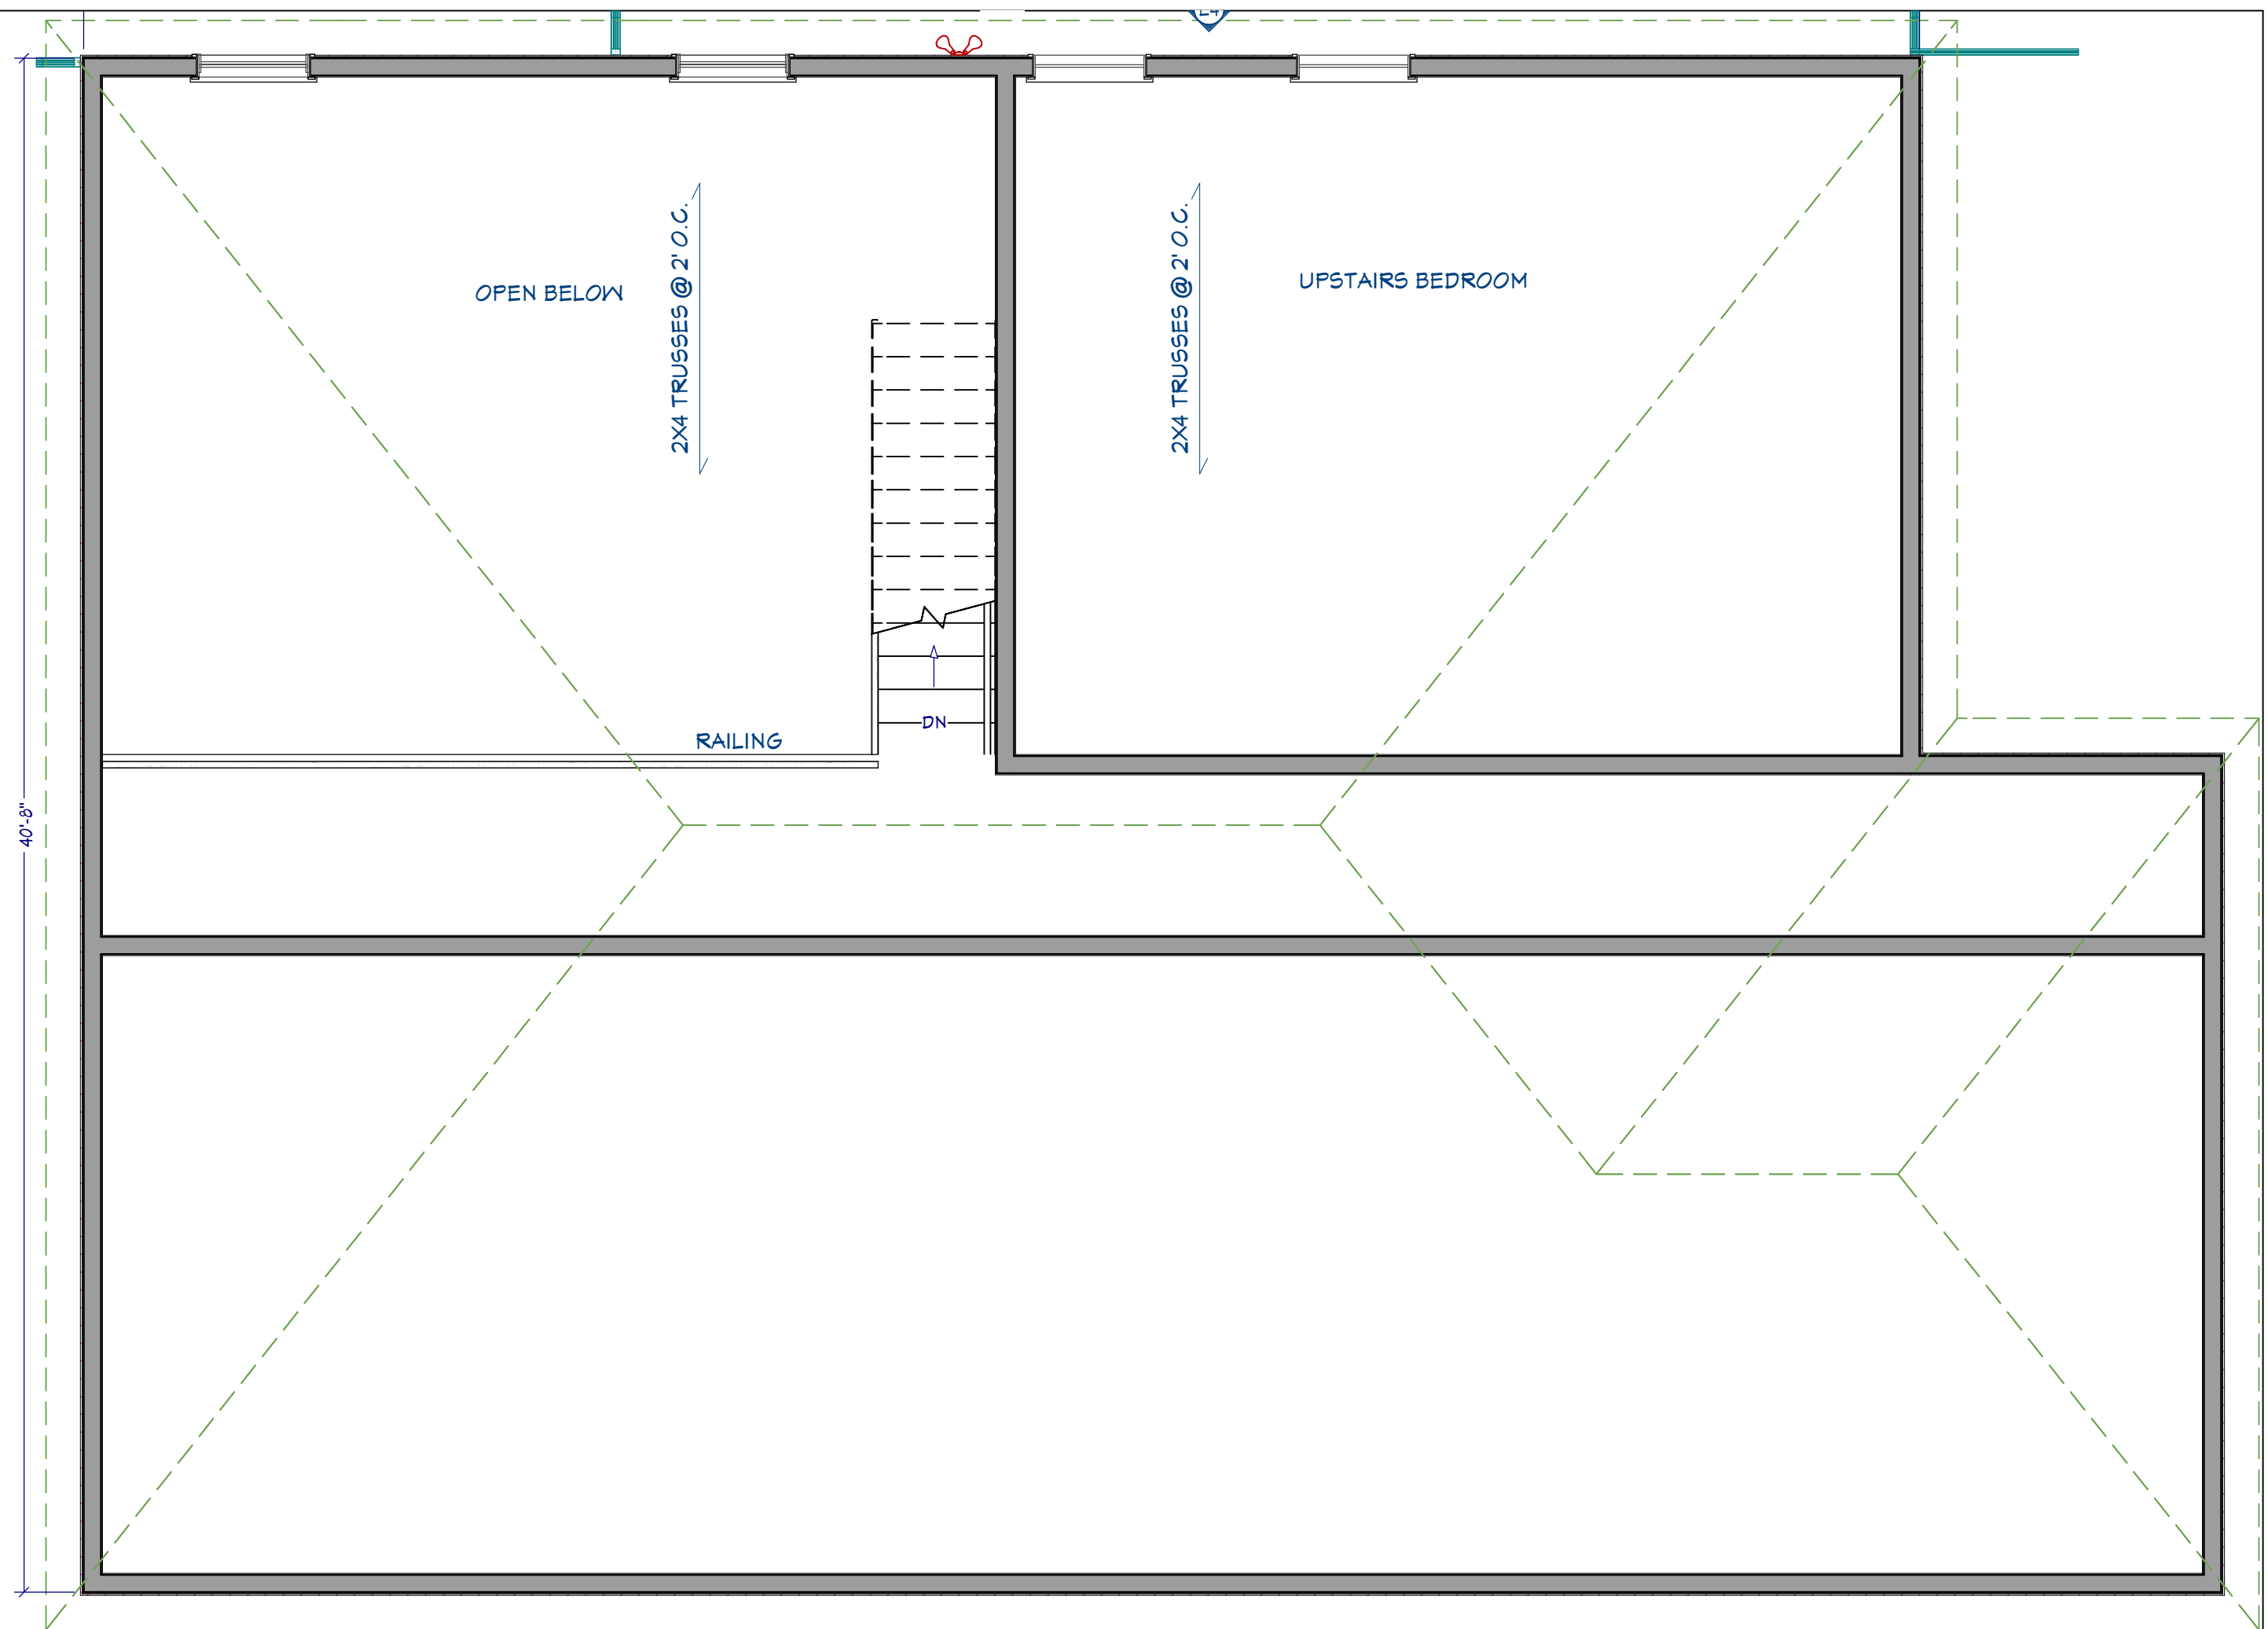 UPSTAIRS BEDROOM
OPEN BELOW
2X4 TRUSSES @ 2' O.C.
2X4 TRUSSES @ 2' O.C.
DN
RAILING
40'-8"